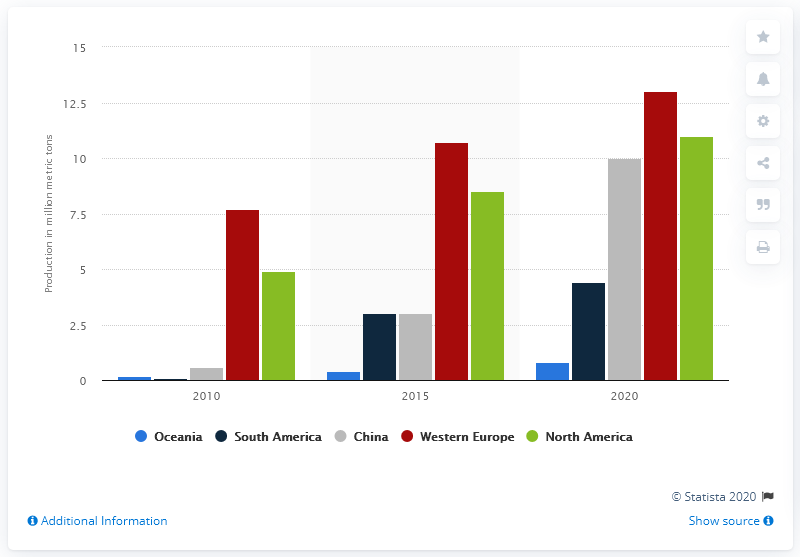 Production in million metric tons
15
12.5
10
7.5
5
2.5
0
2010 2015 2020
Oceania South America China Western Europe North America
© Statista 2020
Additional Information Show source